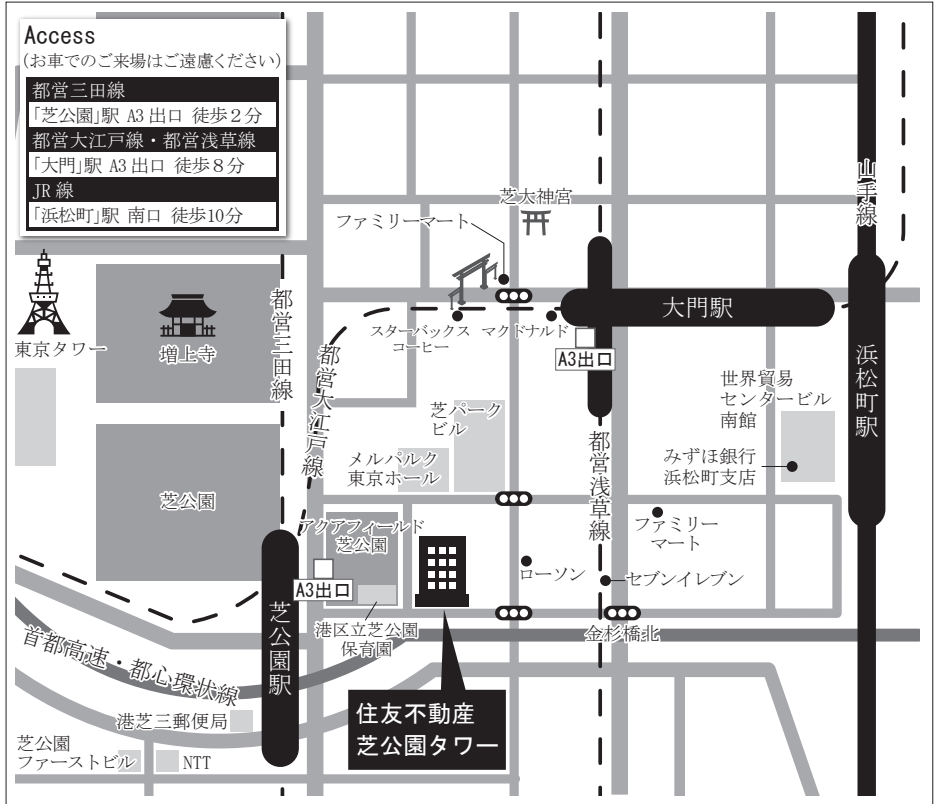 Access
(お車でのご来場はご遠慮ください)
都営三田線
「芝公園」駅 A3 出口 徒歩２分
都営大江戸線・都営浅草線
「大門」駅 A3 出口 徒歩８分
JR 線
「浜松町」駅 南口 徒歩10分
芝大神宮
ファミリーマート
山手線
東京タワー
増上寺
都営三田線
都営大江戸線
スターバックス
コーヒー
マクドナルド
大門駅
A3出口
浜松町駅
世界貿易
センタービル
南館
芝パーク
ビル
メルパルク
東京ホール
都営浅草線
みずほ銀行
浜松町支店
芝公園
アクアフィールド
芝公園
ファミリー
マート
ローソン
セブンイレブン
A3出口
芝公園駅
港区立芝公園
保育園
金杉橋北
首都高速・都心環状線
住友不動産
芝公園タワー
港芝三郵便局
芝公園
ファーストビル
NTT